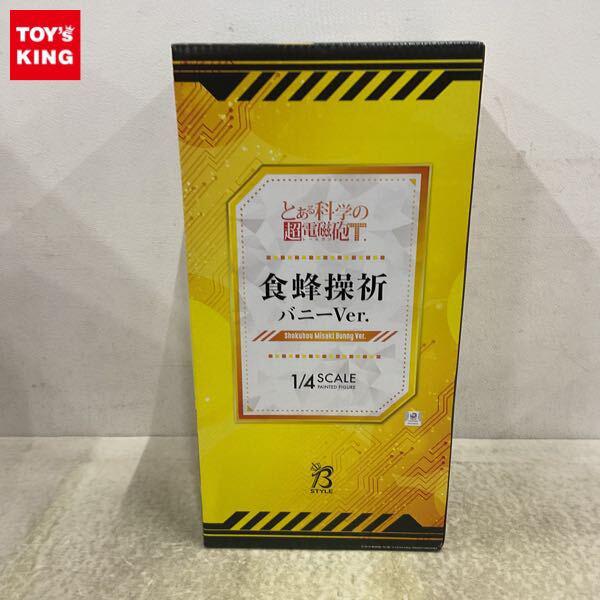 TOY's
KING
とある科学の
超電磁砲T
食蜂操祈
バニーVer.
Shokuhou Misaki Bunny Ver.
1/4 SCALE
PAINTED FIGURE
B
STYLE